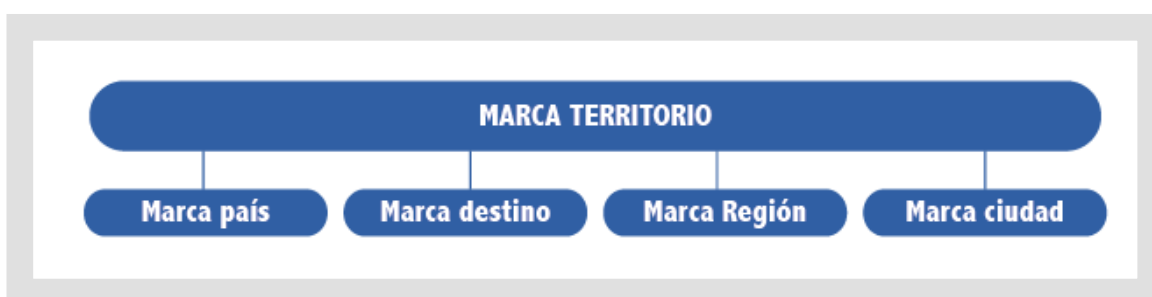 MARCA TERRITORIO
Marca país
Marca destino
Marca Región
Marca ciudad